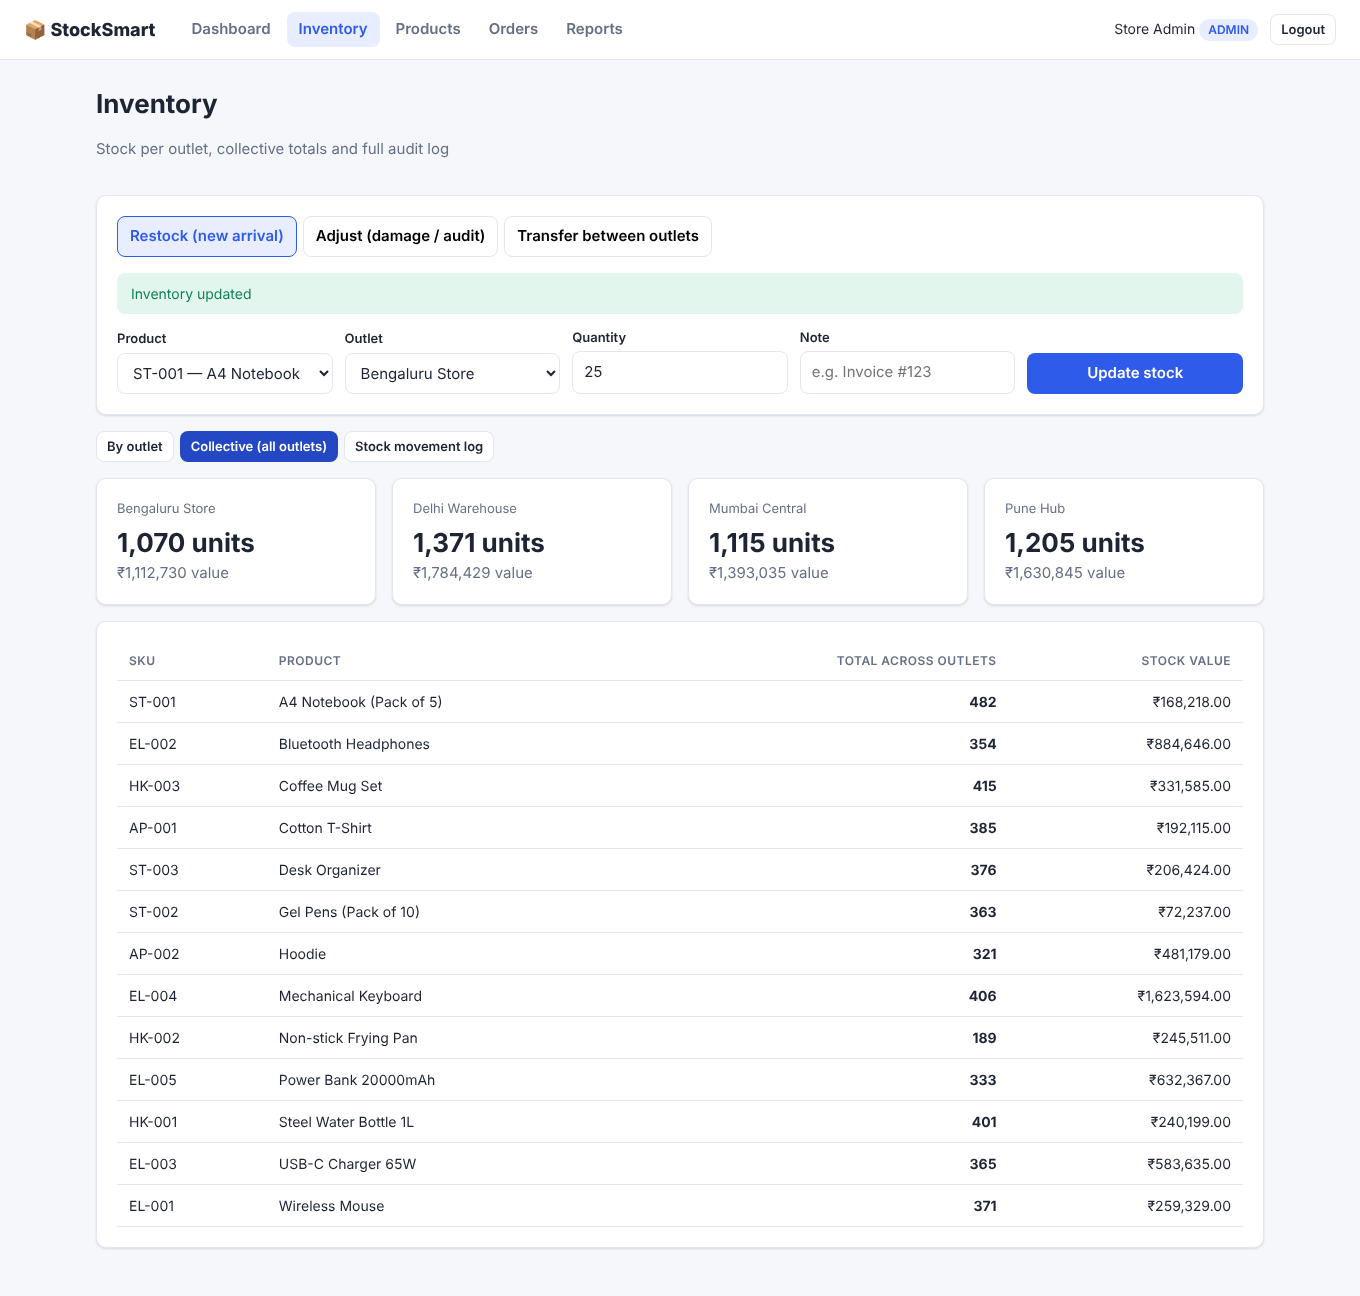 📦 StockSmart Dashboard Inventory Products Orders Reports Store Admin ADMIN Logout
Inventory
Stock per outlet, collective totals and full audit log
Restock (new arrival) Adjust (damage / audit) Transfer between outlets
Inventory updated
Product Outlet Quantity Note
ST-001 — A4 Notebook Bengaluru Store 25 e.g. Invoice #123 Update stock
By outlet Collective (all outlets) Stock movement log
Bengaluru Store Delhi Warehouse Mumbai Central Pune Hub
1,070 units 1,371 units 1,115 units 1,205 units
₹1,112,730 value ₹1,784,429 value ₹1,393,035 value ₹1,630,845 value
SKU PRODUCT TOTAL ACROSS OUTLETS STOCK VALUE
ST-001 A4 Notebook (Pack of 5) 482 ₹168,218.00
EL-002 Bluetooth Headphones 354 ₹884,646.00
HK-003 Coffee Mug Set 415 ₹331,585.00
AP-001 Cotton T-Shirt 385 ₹192,115.00
ST-003 Desk Organizer 376 ₹206,424.00
ST-002 Gel Pens (Pack of 10) 363 ₹72,237.00
AP-002 Hoodie 321 ₹481,179.00
EL-004 Mechanical Keyboard 406 ₹1,623,594.00
HK-002 Non-stick Frying Pan 189 ₹245,511.00
EL-005 Power Bank 20000mAh 333 ₹632,367.00
HK-001 Steel Water Bottle 1L 401 ₹240,199.00
EL-003 USB-C Charger 65W 365 ₹583,635.00
EL-001 Wireless Mouse 371 ₹259,329.00